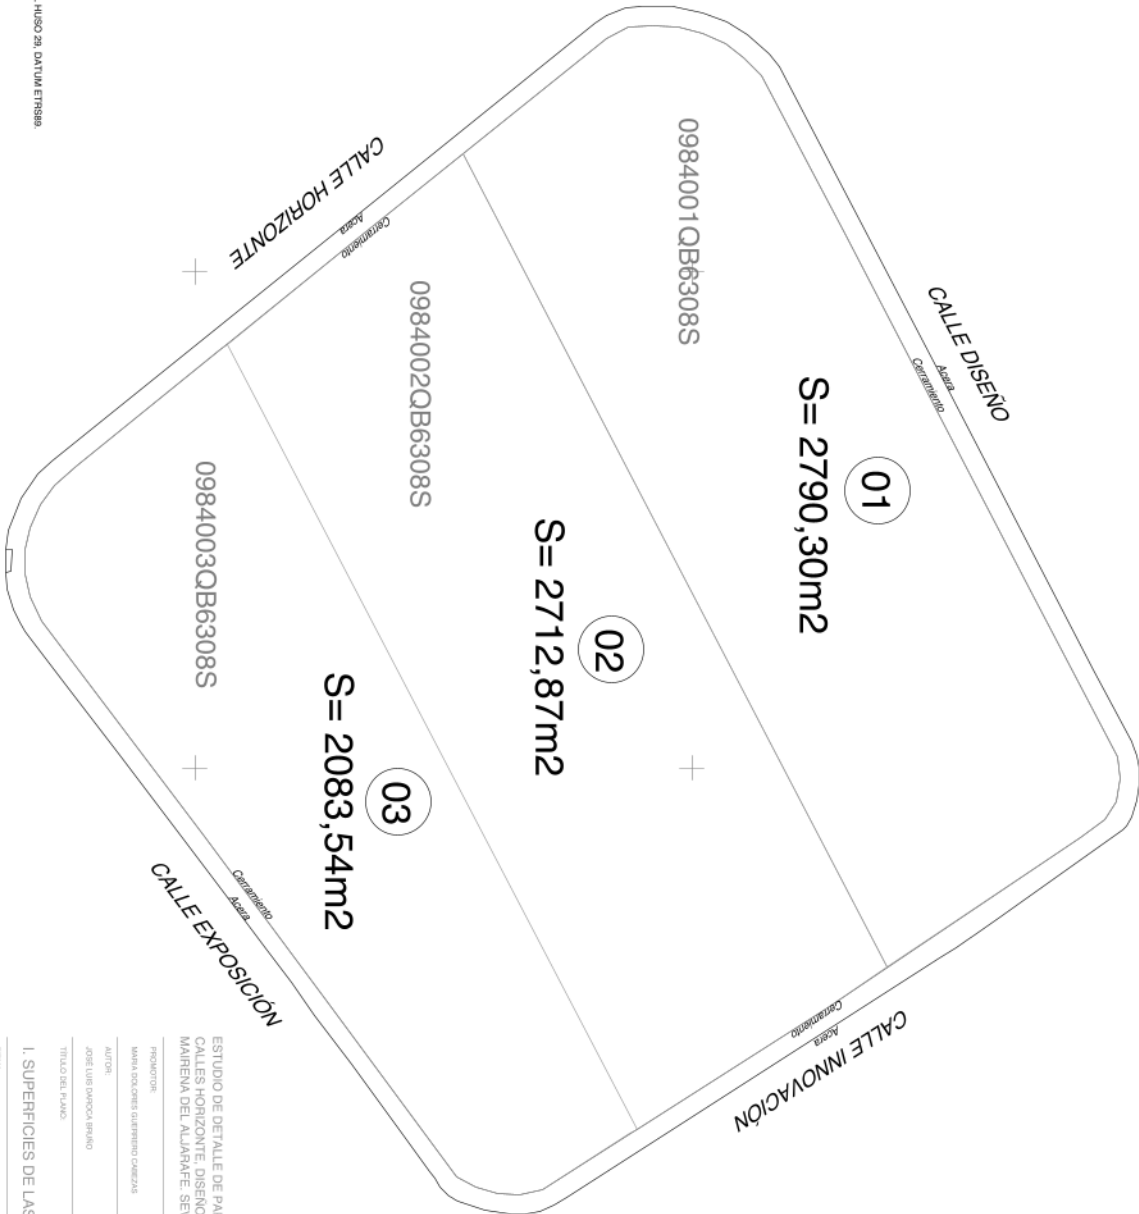 HUSO 29, DATUM ETRS89.
CALLE HORIZONTE
Acera
Cerramiento
0984001QB6308S
CALLE DISEÑO
Acera
Cerramiento
01
S= 2790,30m2
0984002QB6308S
02
S= 2712,87m2
0984003QB6308S
03
S= 2083,54m2
Cerramiento
Acera
CALLE EXPOSICIÓN
Cerramiento
Acera
CALLE INNOVACIÓN
ESTUDIO DE DETALLE DE
CALLES HORIZONTE, DISEÑO
MAIRENA DEL ALJARAFE.
PROMOTOR:
MARIA DOLORES GUERRERO CABEZAS
AUTOR:
JOSE LUIS DAROCA BRUÑO
TÍTULO DEL PLANO:
I. SUPERFICIES DE LAS